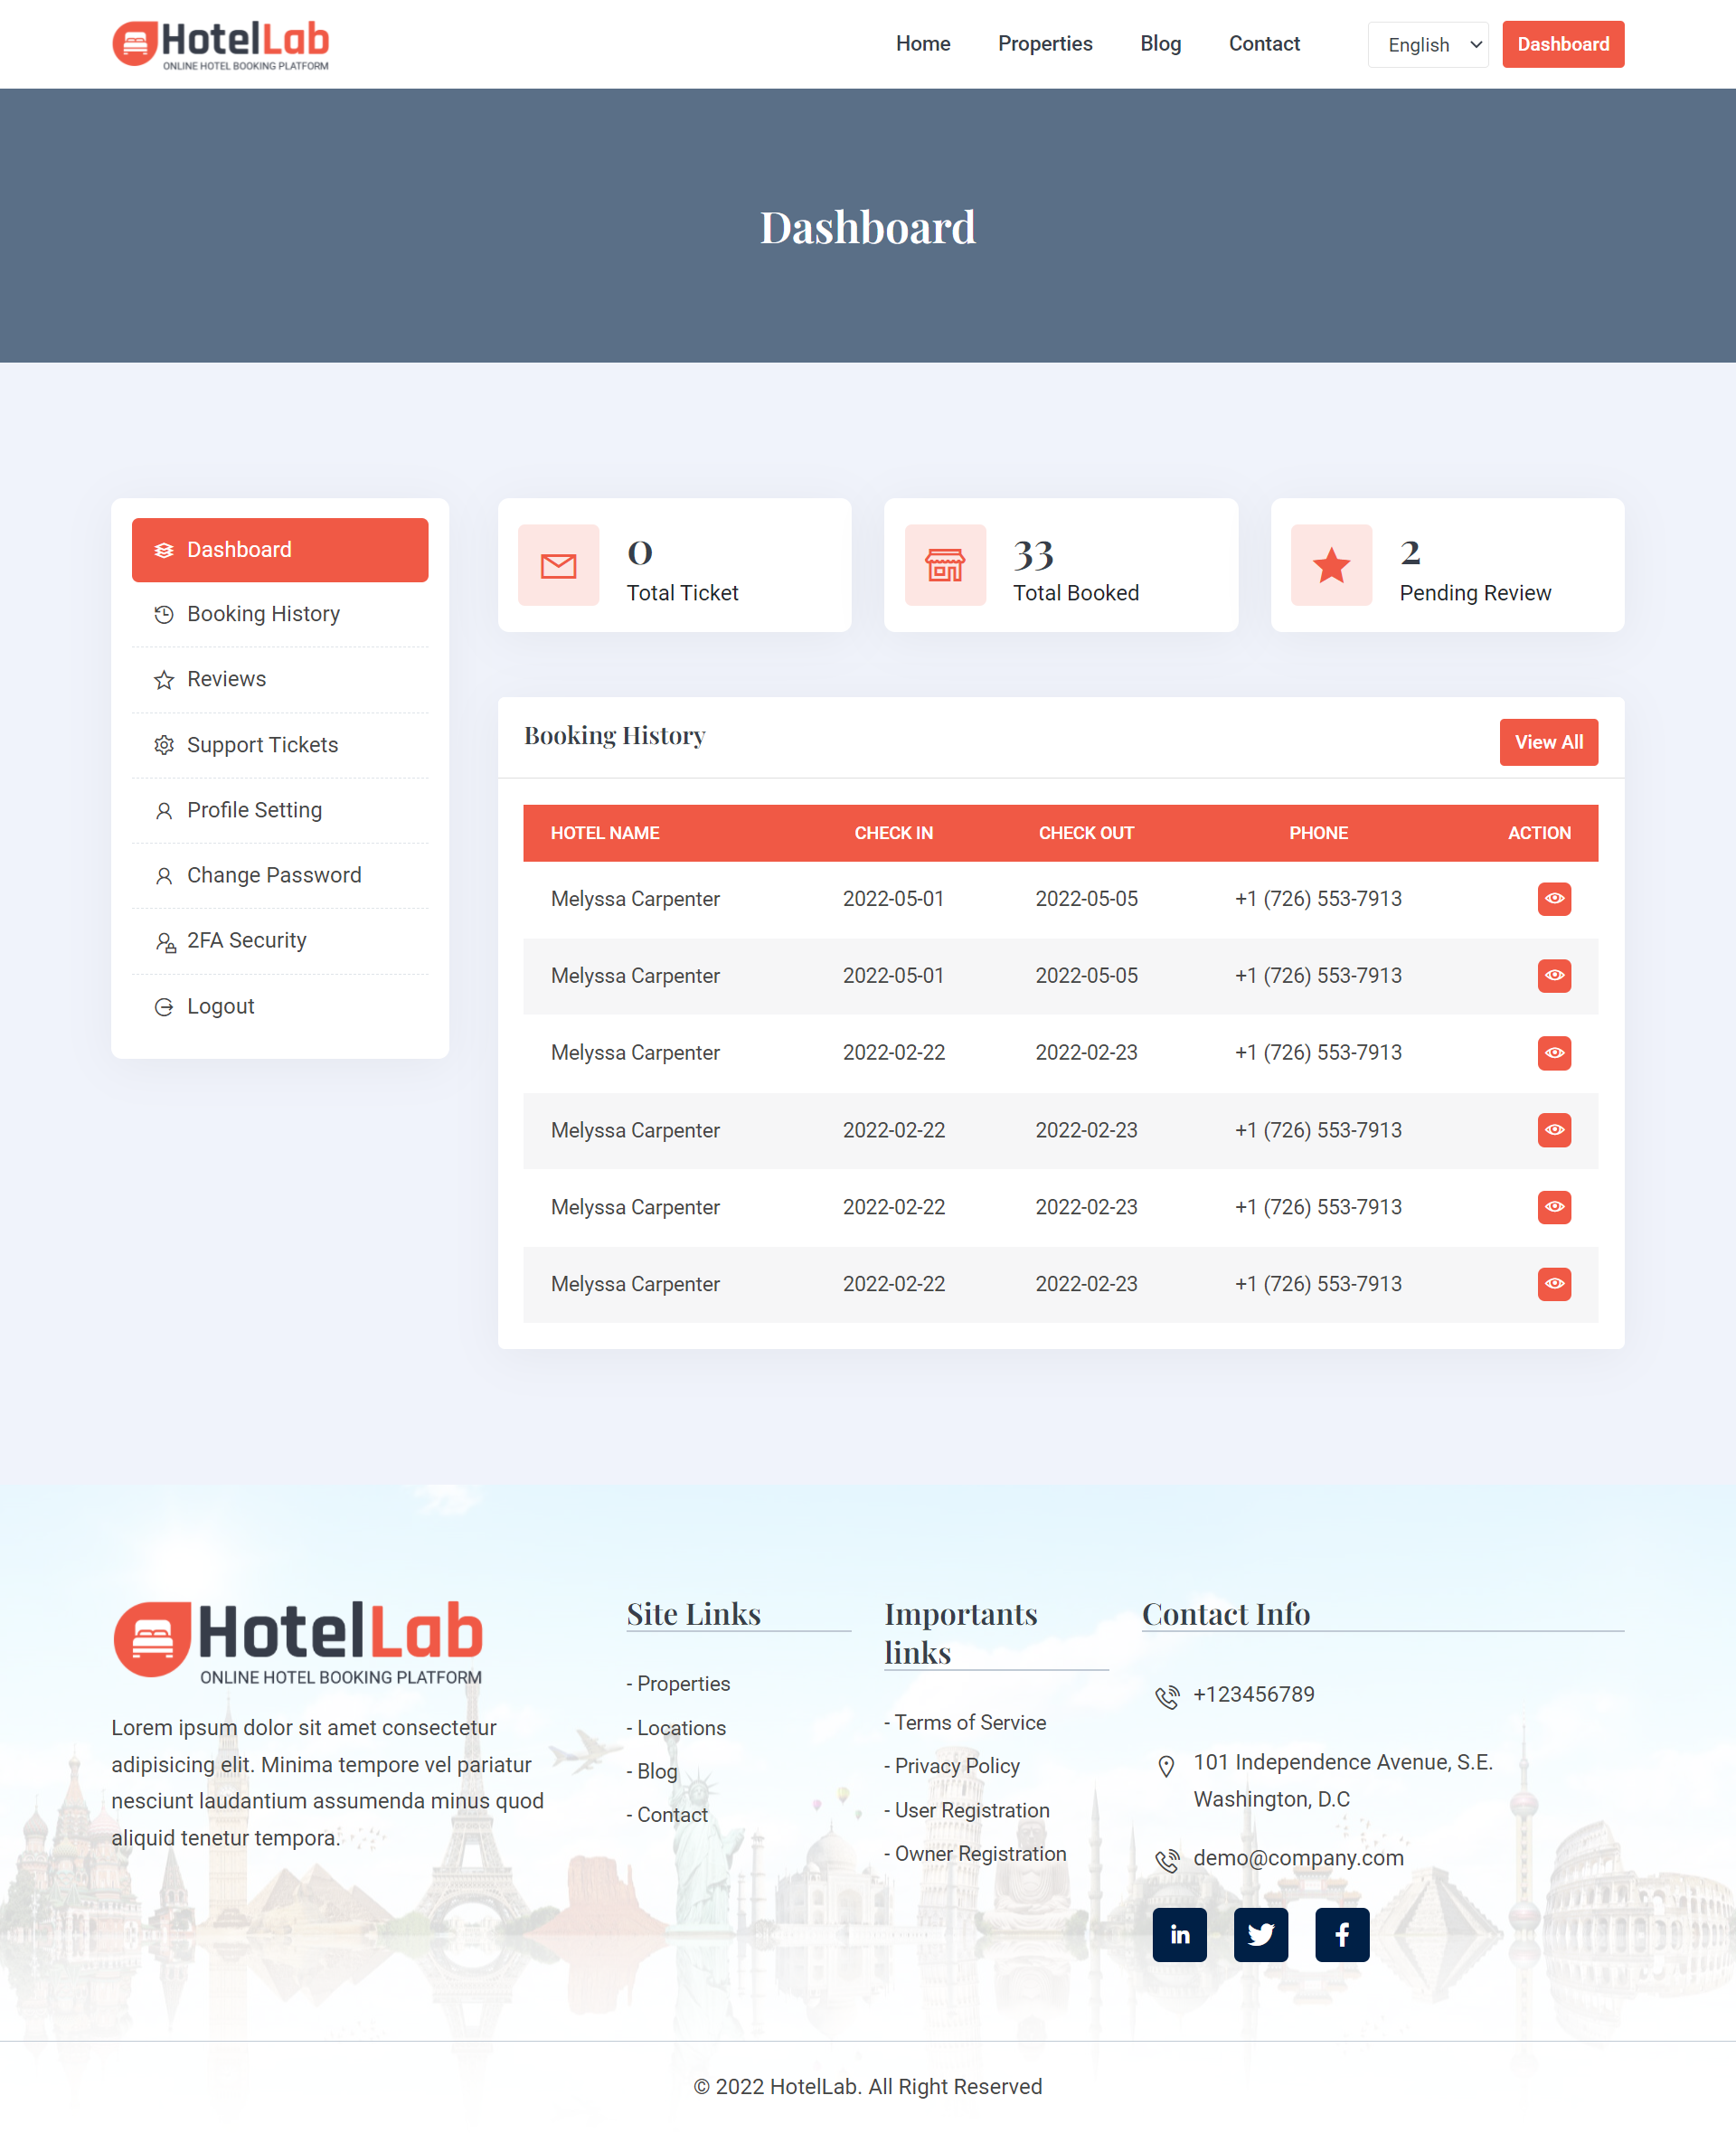 HotelLab
ONLINE HOTEL BOOKING PLATFORM
Home
Properties
Blog
Contact
English
Dashboard
Dashboard
Dashboard
Booking History
Reviews
Support Tickets
Profile Setting
Change Password
2FA Security
Logout
0
Total Ticket
33
Total Booked
2
Pending Review
Booking History
View All
HOTEL NAME CHECK IN CHECK OUT PHONE ACTION
Melyssa Carpenter 2022-05-01 2022-05-05 +1 (726) 553-7913
Melyssa Carpenter 2022-05-01 2022-05-05 +1 (726) 553-7913
Melyssa Carpenter 2022-02-22 2022-02-23 +1 (726) 553-7913
Melyssa Carpenter 2022-02-22 2022-02-23 +1 (726) 553-7913
Melyssa Carpenter 2022-02-22 2022-02-23 +1 (726) 553-7913
Melyssa Carpenter 2022-02-22 2022-02-23 +1 (726) 553-7913
HotelLab
ONLINE HOTEL BOOKING PLATFORM
Lorem ipsum dolor sit amet consectetur
adipisicing elit. Minima tempore vel pariatur
nesciunt laudantium assumenda minus quod
aliquid tenetur tempora.
Site Links
- Properties
- Locations
- Blog
- Contact
Importants
links
- Terms of Service
- Privacy Policy
- User Registration
- Owner Registration
Contact Info
+123456789
101 Independence Avenue, S.E.
Washington, D.C
demo@company.com
© 2022 HotelLab. All Right Reserved